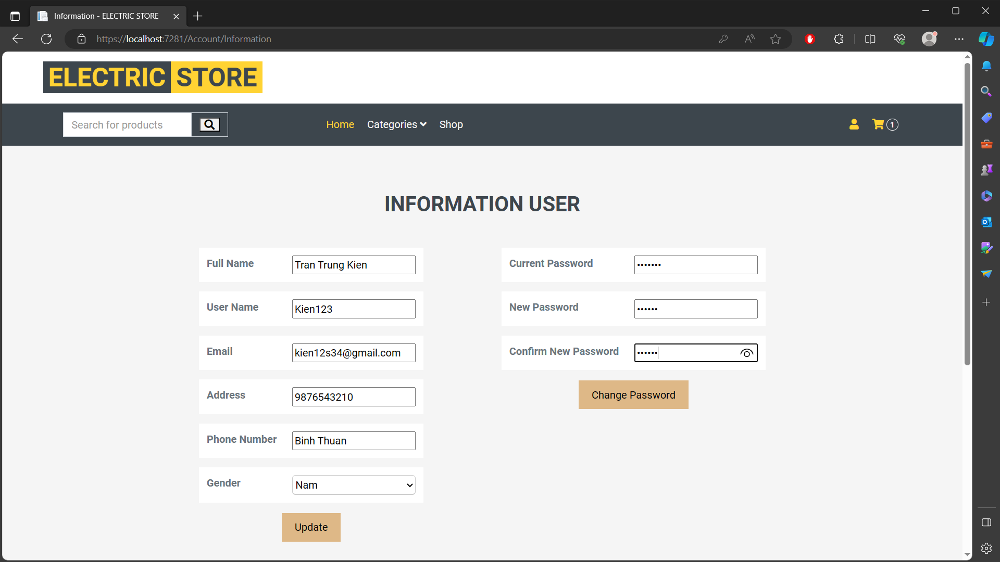 Information - ELECTRIC STORE
https://localhost:7281/Account/Information
ELECTRIC STORE
Search for products
Home Categories Shop
1
INFORMATION USER
Full Name Tran Trung Kien
User Name Kien123
Email kien12s34@gmail.com
Address 9876543210
Phone Number Binh Thuan
Gender Nam
Update
Current Password •••••••
New Password ••••••
Confirm New Password ••••••
Change Password